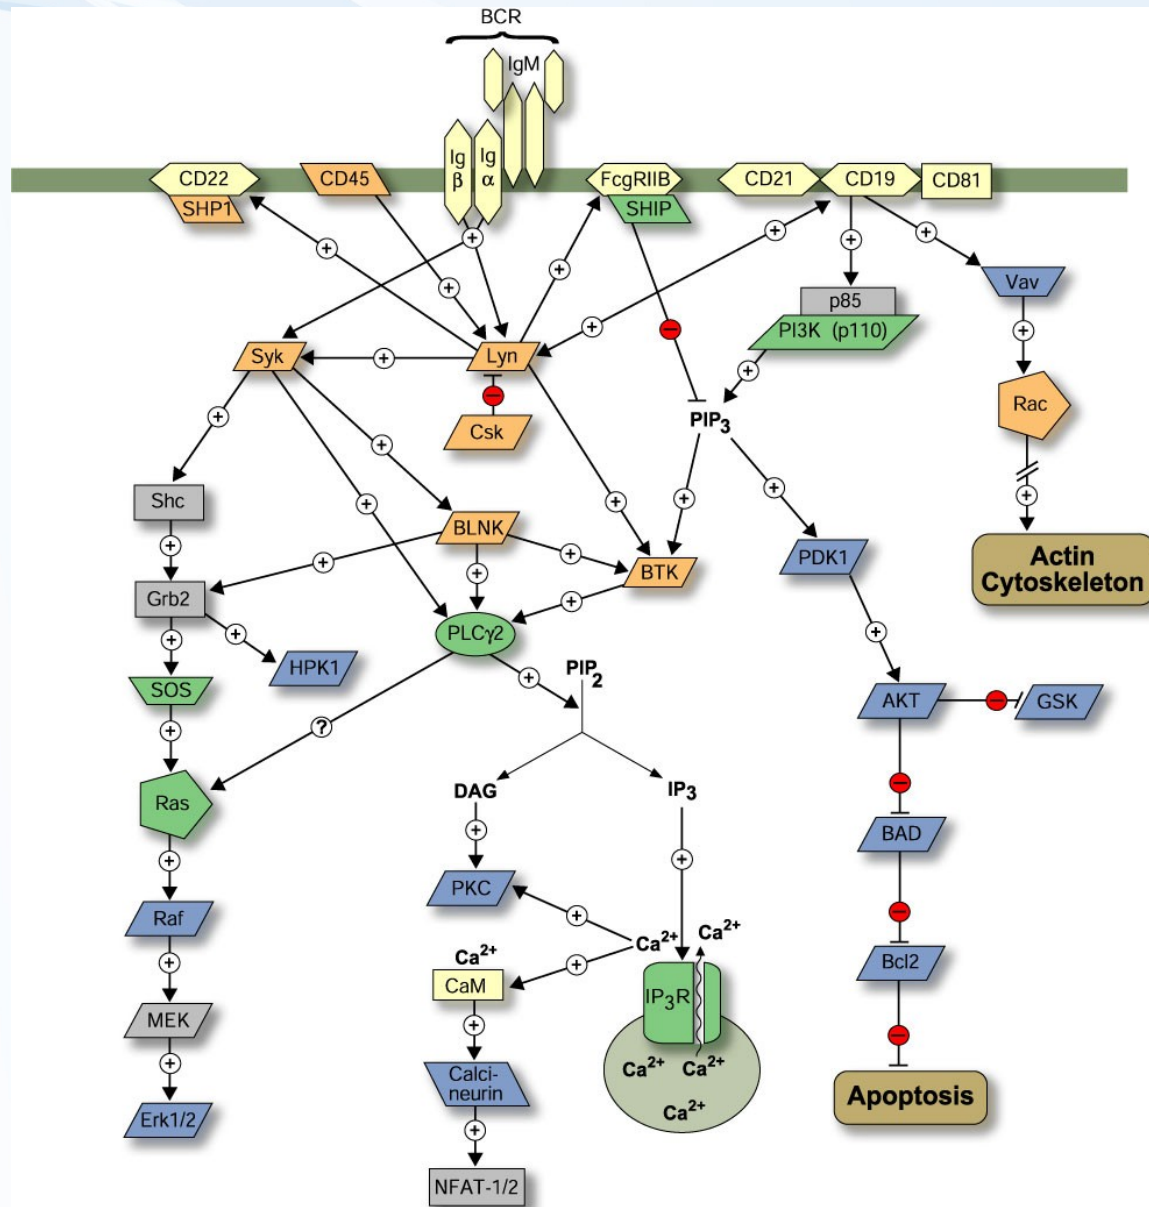 BCR
IgM
Ig
β
Ig
α
CD22
SHP1
CD45
FcgRIIB
SHIP
CD21
CD19
CD81
+
+
+
+
+
+
+
+
Vav
p85
PI3K (p110)
+
Syk
+
Lyn
−
Csk
−
+
PIP3
Rac
+
+
+
+
+
+
+
Shc
BLNK
+
+
+
PDK1
BTK
Actin
Cytoskeleton
Grb2
+
+
+
PLCγ2
+
HPK1
SOS
+
PIP2
AKT
−
GSK
+
?
Ras
DAG
IP3
−
BAD
+
+
+
Raf
PKC
+
Ca2+
Ca2+
−
Bcl2
+
Ca2+
CaM
+
IP3R
MEK
+
−
+
Calci-
neurin
Ca2+
Ca2+
Ca2+
Apoptosis
Erk1/2
+
NFAT-1/2